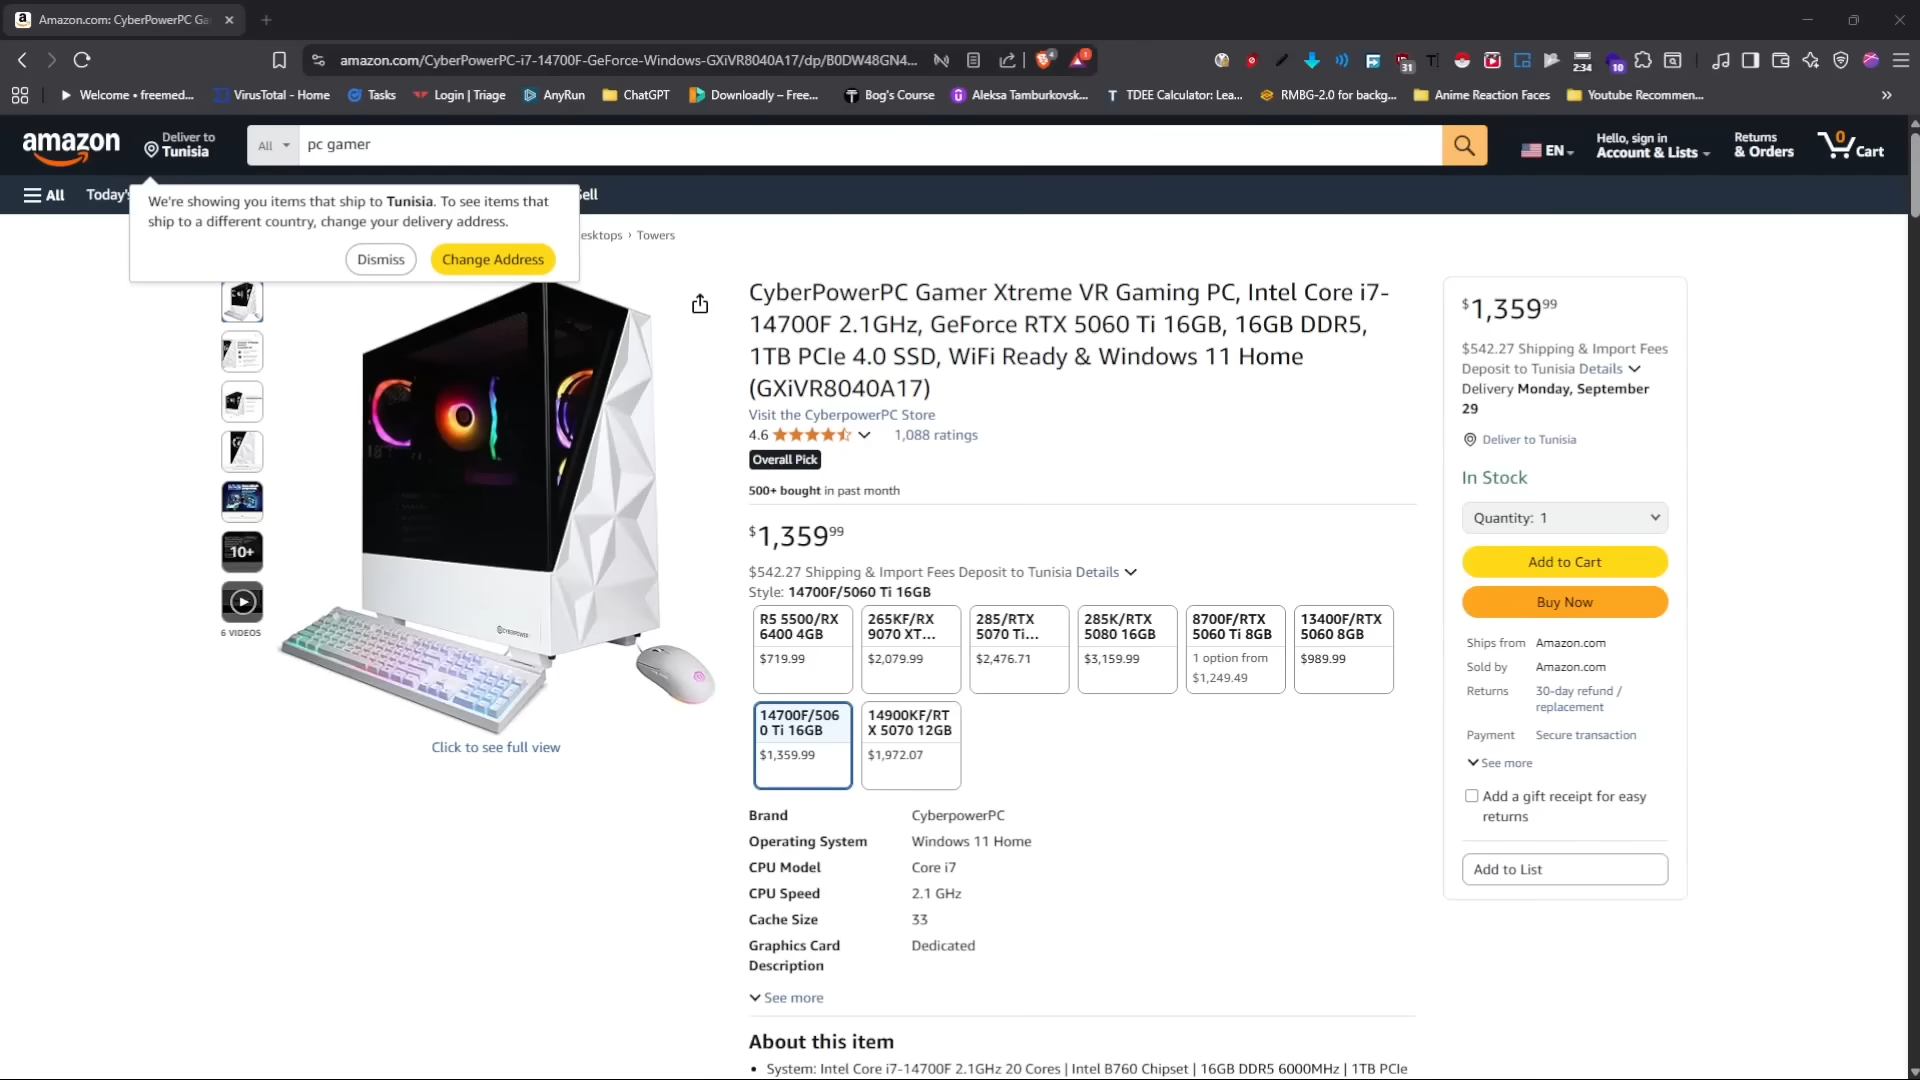 Amazon.com: CyberPowerPC Ga
amazon.com/CyberPowerPC-i7-14700F-GeForce-Windows-GXiVR8040A17/dp/B0DW48GN4...
4
1
31
2:34
10
Welcome • freemed...
VirusTotal - Home
Tasks
Login | Triage
AnyRun
ChatGPT
Downloadly – Free...
Bog's Course
Aleksa Tamburkovsk...
TDEE Calculator: Lea...
RMBG-2.0 for backg...
Anime Reaction Faces
Youtube Recommen...
amazon
Deliver to
Tunisia
All
pc gamer
EN
Hello, sign in
Account & Lists
Returns
& Orders
0
Cart
All
Today's
Sell
We're showing you items that ship to Tunisia. To see items that
ship to a different country, change your delivery address.
Dismiss
Change Address
esktops › Towers
10+
6 VIDEOS
CYBERPOWER
Click to see full view
CyberPowerPC Gamer Xtreme VR Gaming PC, Intel Core i7-
14700F 2.1GHz, GeForce RTX 5060 Ti 16GB, 16GB DDR5,
1TB PCIe 4.0 SSD, WiFi Ready & Windows 11 Home
(GXiVR8040A17)
Visit the CyberpowerPC Store
4.6
1,088 ratings
Overall Pick
500+ bought in past month
$1,359.99
$542.27 Shipping & Import Fees Deposit to Tunisia Details
Style: 14700F/5060 Ti 16GB
R5 5500/RX
6400 4GB
$719.99
265KF/RX
9070 XT...
$2,079.99
285/RTX
5070 Ti...
$2,476.71
285K/RTX
5080 16GB
$3,159.99
8700F/RTX
5060 Ti 8GB
1 option from
$1,249.49
13400F/RTX
5060 8GB
$989.99
14700F/506
0 Ti 16GB
$1,359.99
14900KF/RT
X 5070 12GB
$1,972.07
Brand CyberpowerPC
Operating System Windows 11 Home
CPU Model Core i7
CPU Speed 2.1 GHz
Cache Size 33
Graphics Card Dedicated
Description
See more
About this item
• System: Intel Core i7-14700F 2.1GHz 20 Cores | Intel B760 Chipset | 16GB DDR5 6000MHz | 1TB PCIe
$1,359.99
$542.27 Shipping & Import Fees
Deposit to Tunisia Details
Delivery Monday, September
29
Deliver to Tunisia
In Stock
Quantity: 1
Add to Cart
Buy Now
Ships from Amazon.com
Sold by Amazon.com
Returns 30-day refund /
replacement
Payment Secure transaction
See more
Add a gift receipt for easy
returns
Add to List